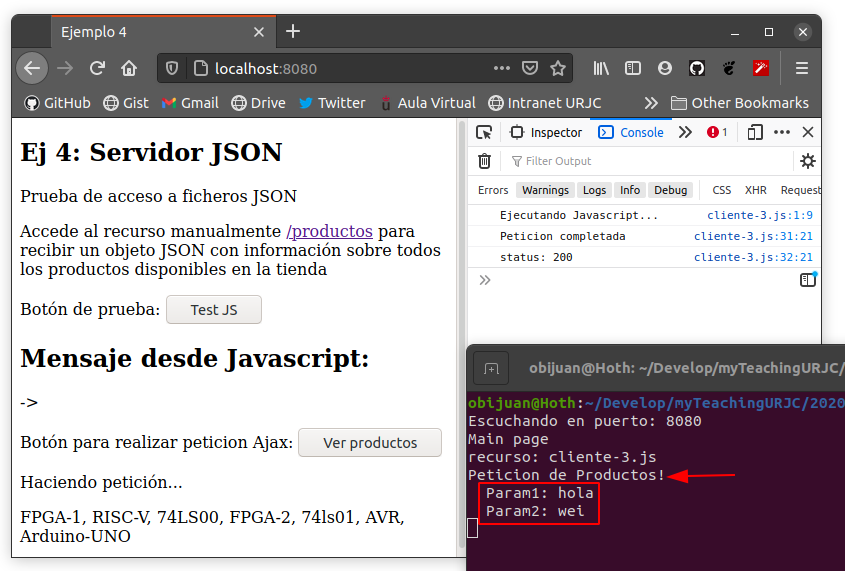 Ejemplo 4
localhost:8080
GitHub Gist Gmail Drive Twitter Aula Virtual Intranet URJC Other Bookmarks
Ej 4: Servidor JSON
Prueba de acceso a ficheros JSON
Accede al recurso manualmente /productos para
recibir un objeto JSON con información sobre todos
los productos disponibles en la tienda
Botón de prueba: Test JS
Mensaje desde Javascript:
->
Botón para realizar peticion Ajax: Ver productos
Haciendo petición...
FPGA-1, RISC-V, 74LS00, FPGA-2, 74ls01, AVR,
Arduino-UNO
Inspector Console 1
Filter Output
Errors Warnings Logs Info Debug CSS XHR Request
Ejecutando Javascript... cliente-3.js:1:9
Peticion completada cliente-3.js:31:21
status: 200 cliente-3.js:32:21
obijuan@Hoth: ~/Develop/myTeachingURJC/
obijuan@Hoth:~/Develop/myTeachingURJC/2020
Escuchando en puerto: 8080
Main page
recurso: cliente-3.js
Peticion de Productos!
Param1: hola
Param2: wei